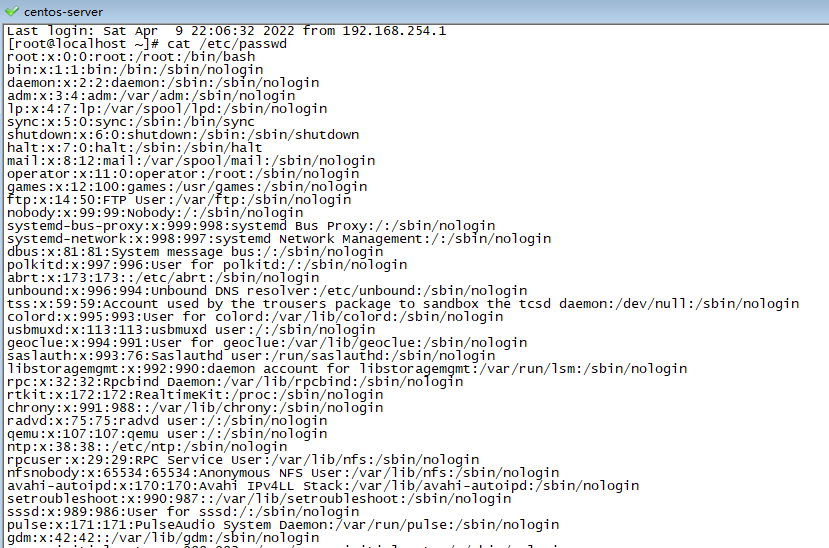 centos-server
Last login: Sat Apr  9 22:06:32 2022 from 192.168.254.1
[root@localhost ~]# cat /etc/passwd
root:x:0:0:root:/root:/bin/bash
bin:x:1:1:bin:/bin:/sbin/nologin
daemon:x:2:2:daemon:/sbin:/sbin/nologin
adm:x:3:4:adm:/var/adm:/sbin/nologin
lp:x:4:7:lp:/var/spool/lpd:/sbin/nologin
sync:x:5:0:sync:/sbin:/bin/sync
shutdown:x:6:0:shutdown:/sbin:/sbin/shutdown
halt:x:7:0:halt:/sbin:/sbin/halt
mail:x:8:12:mail:/var/spool/mail:/sbin/nologin
operator:x:11:0:operator:/root:/sbin/nologin
games:x:12:100:games:/usr/games:/sbin/nologin
ftp:x:14:50:FTP User:/var/ftp:/sbin/nologin
nobody:x:99:99:Nobody:/:/sbin/nologin
systemd-bus-proxy:x:999:998:systemd Bus Proxy:/:/sbin/nologin
systemd-network:x:998:997:systemd Network Management:/:/sbin/nologin
dbus:x:81:81:System message bus:/:/sbin/nologin
polkitd:x:997:996:User for polkitd:/:/sbin/nologin
abrt:x:173:173::/etc/abrt:/sbin/nologin
unbound:x:996:994:Unbound DNS resolver:/etc/unbound:/sbin/nologin
tss:x:59:59:Account used by the trousers package to sandbox the tcsd daemon:/dev/null:/sbin/nologin
colord:x:995:993:User for colord:/var/lib/colord:/sbin/nologin
usbmuxd:x:113:113:usbmuxd user:/:/sbin/nologin
geoclue:x:994:991:User for geoclue:/var/lib/geoclue:/sbin/nologin
saslauth:x:993:76:Saslauthd user:/run/saslauthd:/sbin/nologin
libstoragemgmt:x:992:990:daemon account for libstoragemgmt:/var/run/lsm:/sbin/nologin
rpc:x:32:32:Rpcbind Daemon:/var/lib/rpcbind:/sbin/nologin
rtkit:x:172:172:RealtimeKit:/proc:/sbin/nologin
chrony:x:991:988::/var/lib/chrony:/sbin/nologin
radvd:x:75:75:radvd user:/:/sbin/nologin
qemu:x:107:107:qemu user:/:/sbin/nologin
ntp:x:38:38::/etc/ntp:/sbin/nologin
rpcuser:x:29:29:RPC Service User:/var/lib/nfs:/sbin/nologin
nfsnobody:x:65534:65534:Anonymous NFS User:/var/lib/nfs:/sbin/nologin
avahi-autoipd:x:170:170:Avahi IPv4LL Stack:/var/lib/avahi-autoipd:/sbin/nologin
setroubleshoot:x:990:987::/var/lib/setroubleshoot:/sbin/nologin
sssd:x:989:986:User for sssd:/:/sbin/nologin
pulse:x:171:171:PulseAudio System Daemon:/var/run/pulse:/sbin/nologin
gdm:x:42:42::/var/lib/gdm:/sbin/nologin